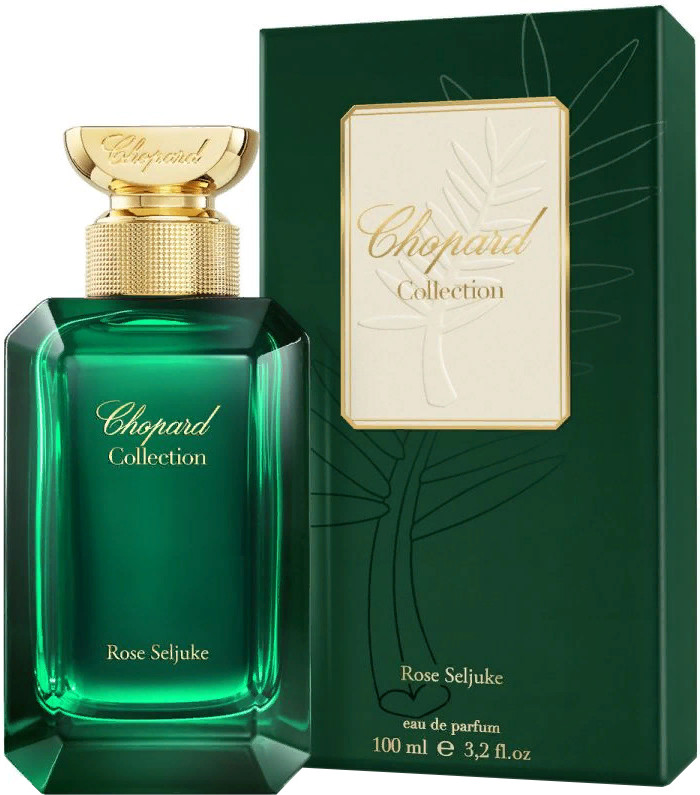 Chopard
Chopard
Collection
Rose Seljuke
Chopard
Collection
Rose Seljuke
eau de parfum
100 ml e 3,2 fl.oz